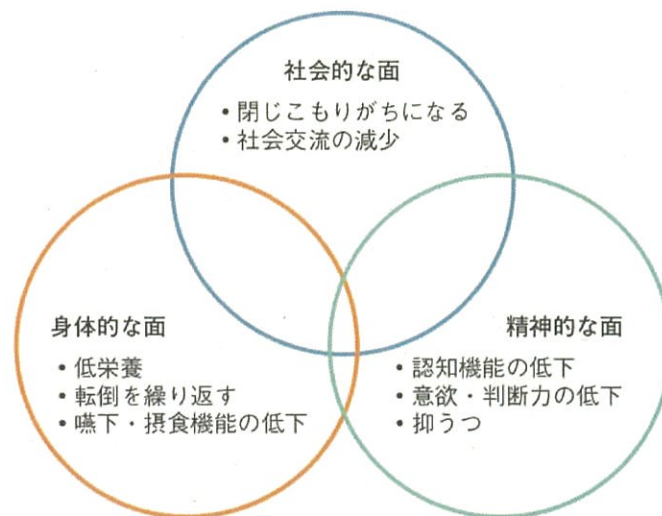 社会的な面
• 閉じこもりがちになる
• 社会交流の減少
身体的な面
• 低栄養
• 転倒を繰り返す
• 嚥下・摂食機能の低下
精神的な面
• 認知機能の低下
• 意欲・判断力の低下
• 抑うつ